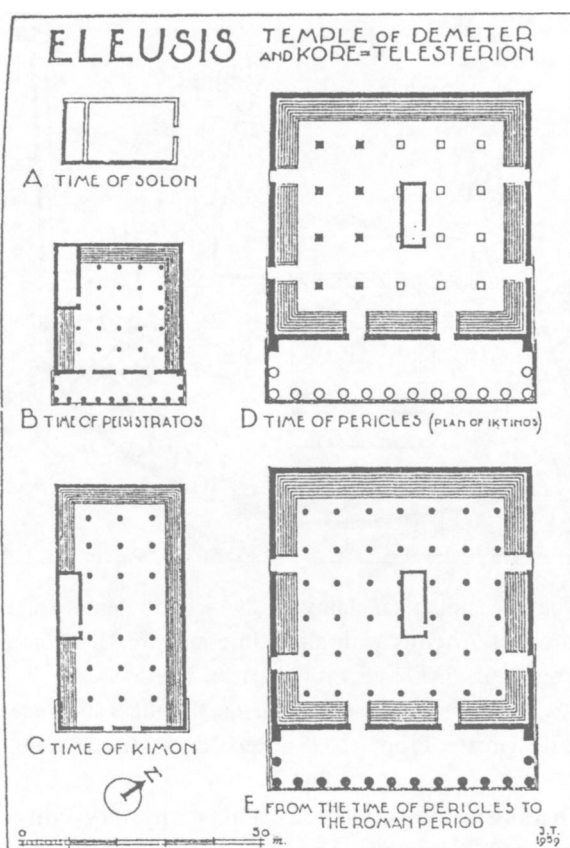 ELEUSIS
TEMPLE OF DEMETER
AND KORE=TELESTERION
A TIME OF SOLON
B TIME OF PEISISTRATOS
D TIME OF PERICLES (PLAN OF IKTINOS)
C TIME OF KIMON
N
E FROM THE TIME OF PERICLES TO
THE ROMAN PERIOD
0 50 m.
J.T.
1959